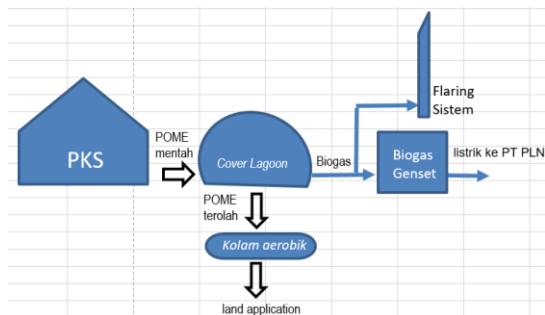 PKS
POME
mentah
Cover Lagoon
Biogas
Flaring
Sistem
Biogas
Genset
listrik ke PT PLN
POME
terolah
Kolam aerobik
land application